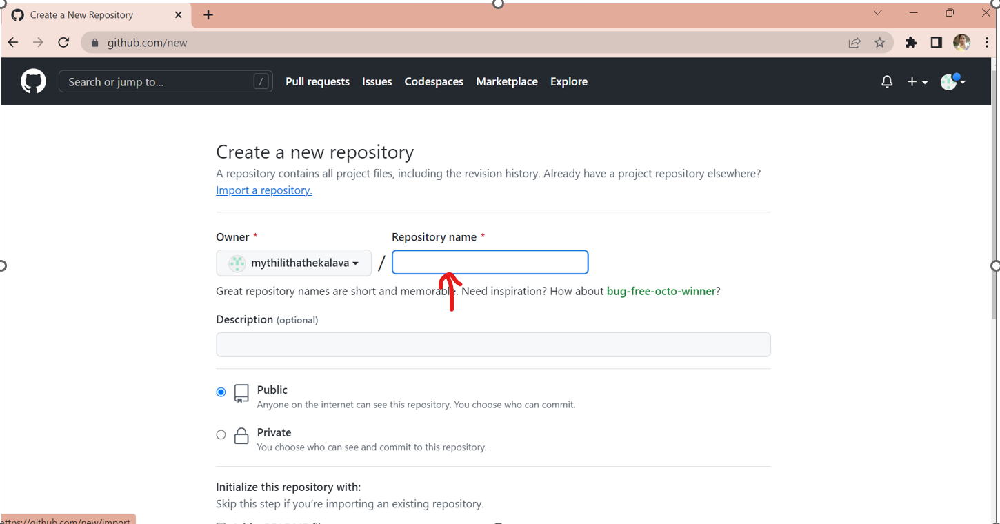 Create a New Repository
github.com/new
Search or jump to... /
Pull requests Issues Codespaces Marketplace Explore
Create a new repository
A repository contains all project files, including the revision history. Already have a project repository elsewhere?
Import a repository.
Owner * Repository name *
mythilithathekalava /
Great repository names are short and memorable. Need inspiration? How about bug-free-octo-winner?
Description (optional)
Public
Anyone on the internet can see this repository. You choose who can commit.
Private
You choose who can see and commit to this repository.
Initialize this repository with:
Skip this step if you're importing an existing repository.
https://github.com/new/import